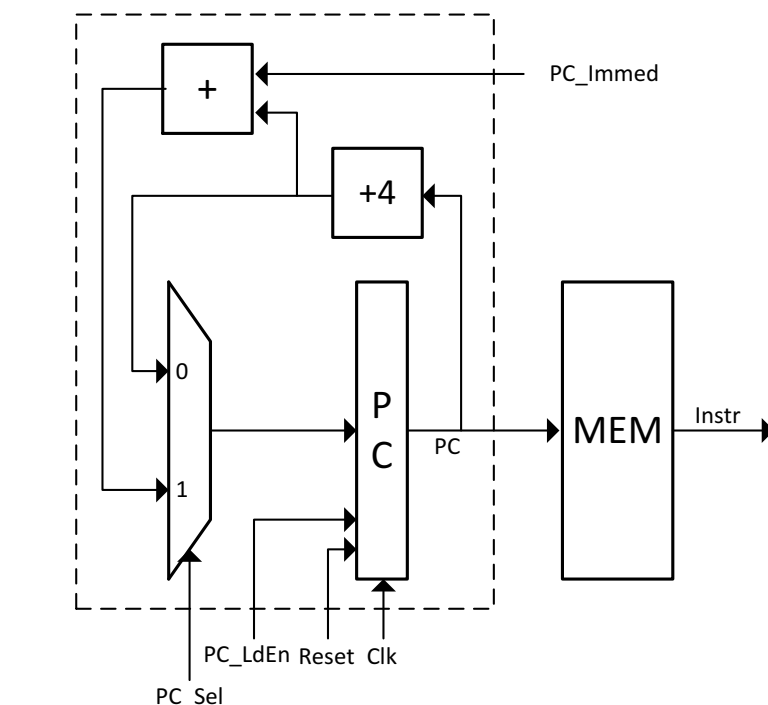 +
PC_Immed
+4
0
P
C
MEM
Instr
PC
1
PC_LdEn
Reset
Clk
PC_Sel